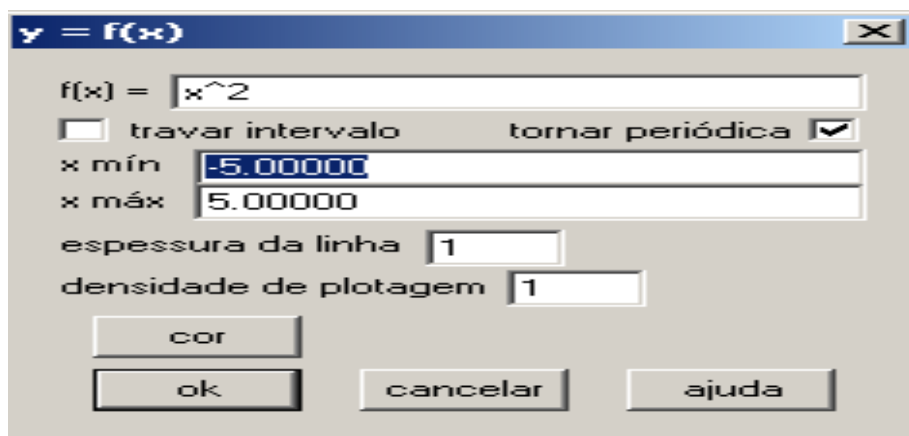 y = f(x)
f(x) = x^2
travar intervalo tornar periódica
x mín -5.00000
x máx 5.00000
espessura da linha 1
densidade de plotagem 1
cor
ok cancelar ajuda